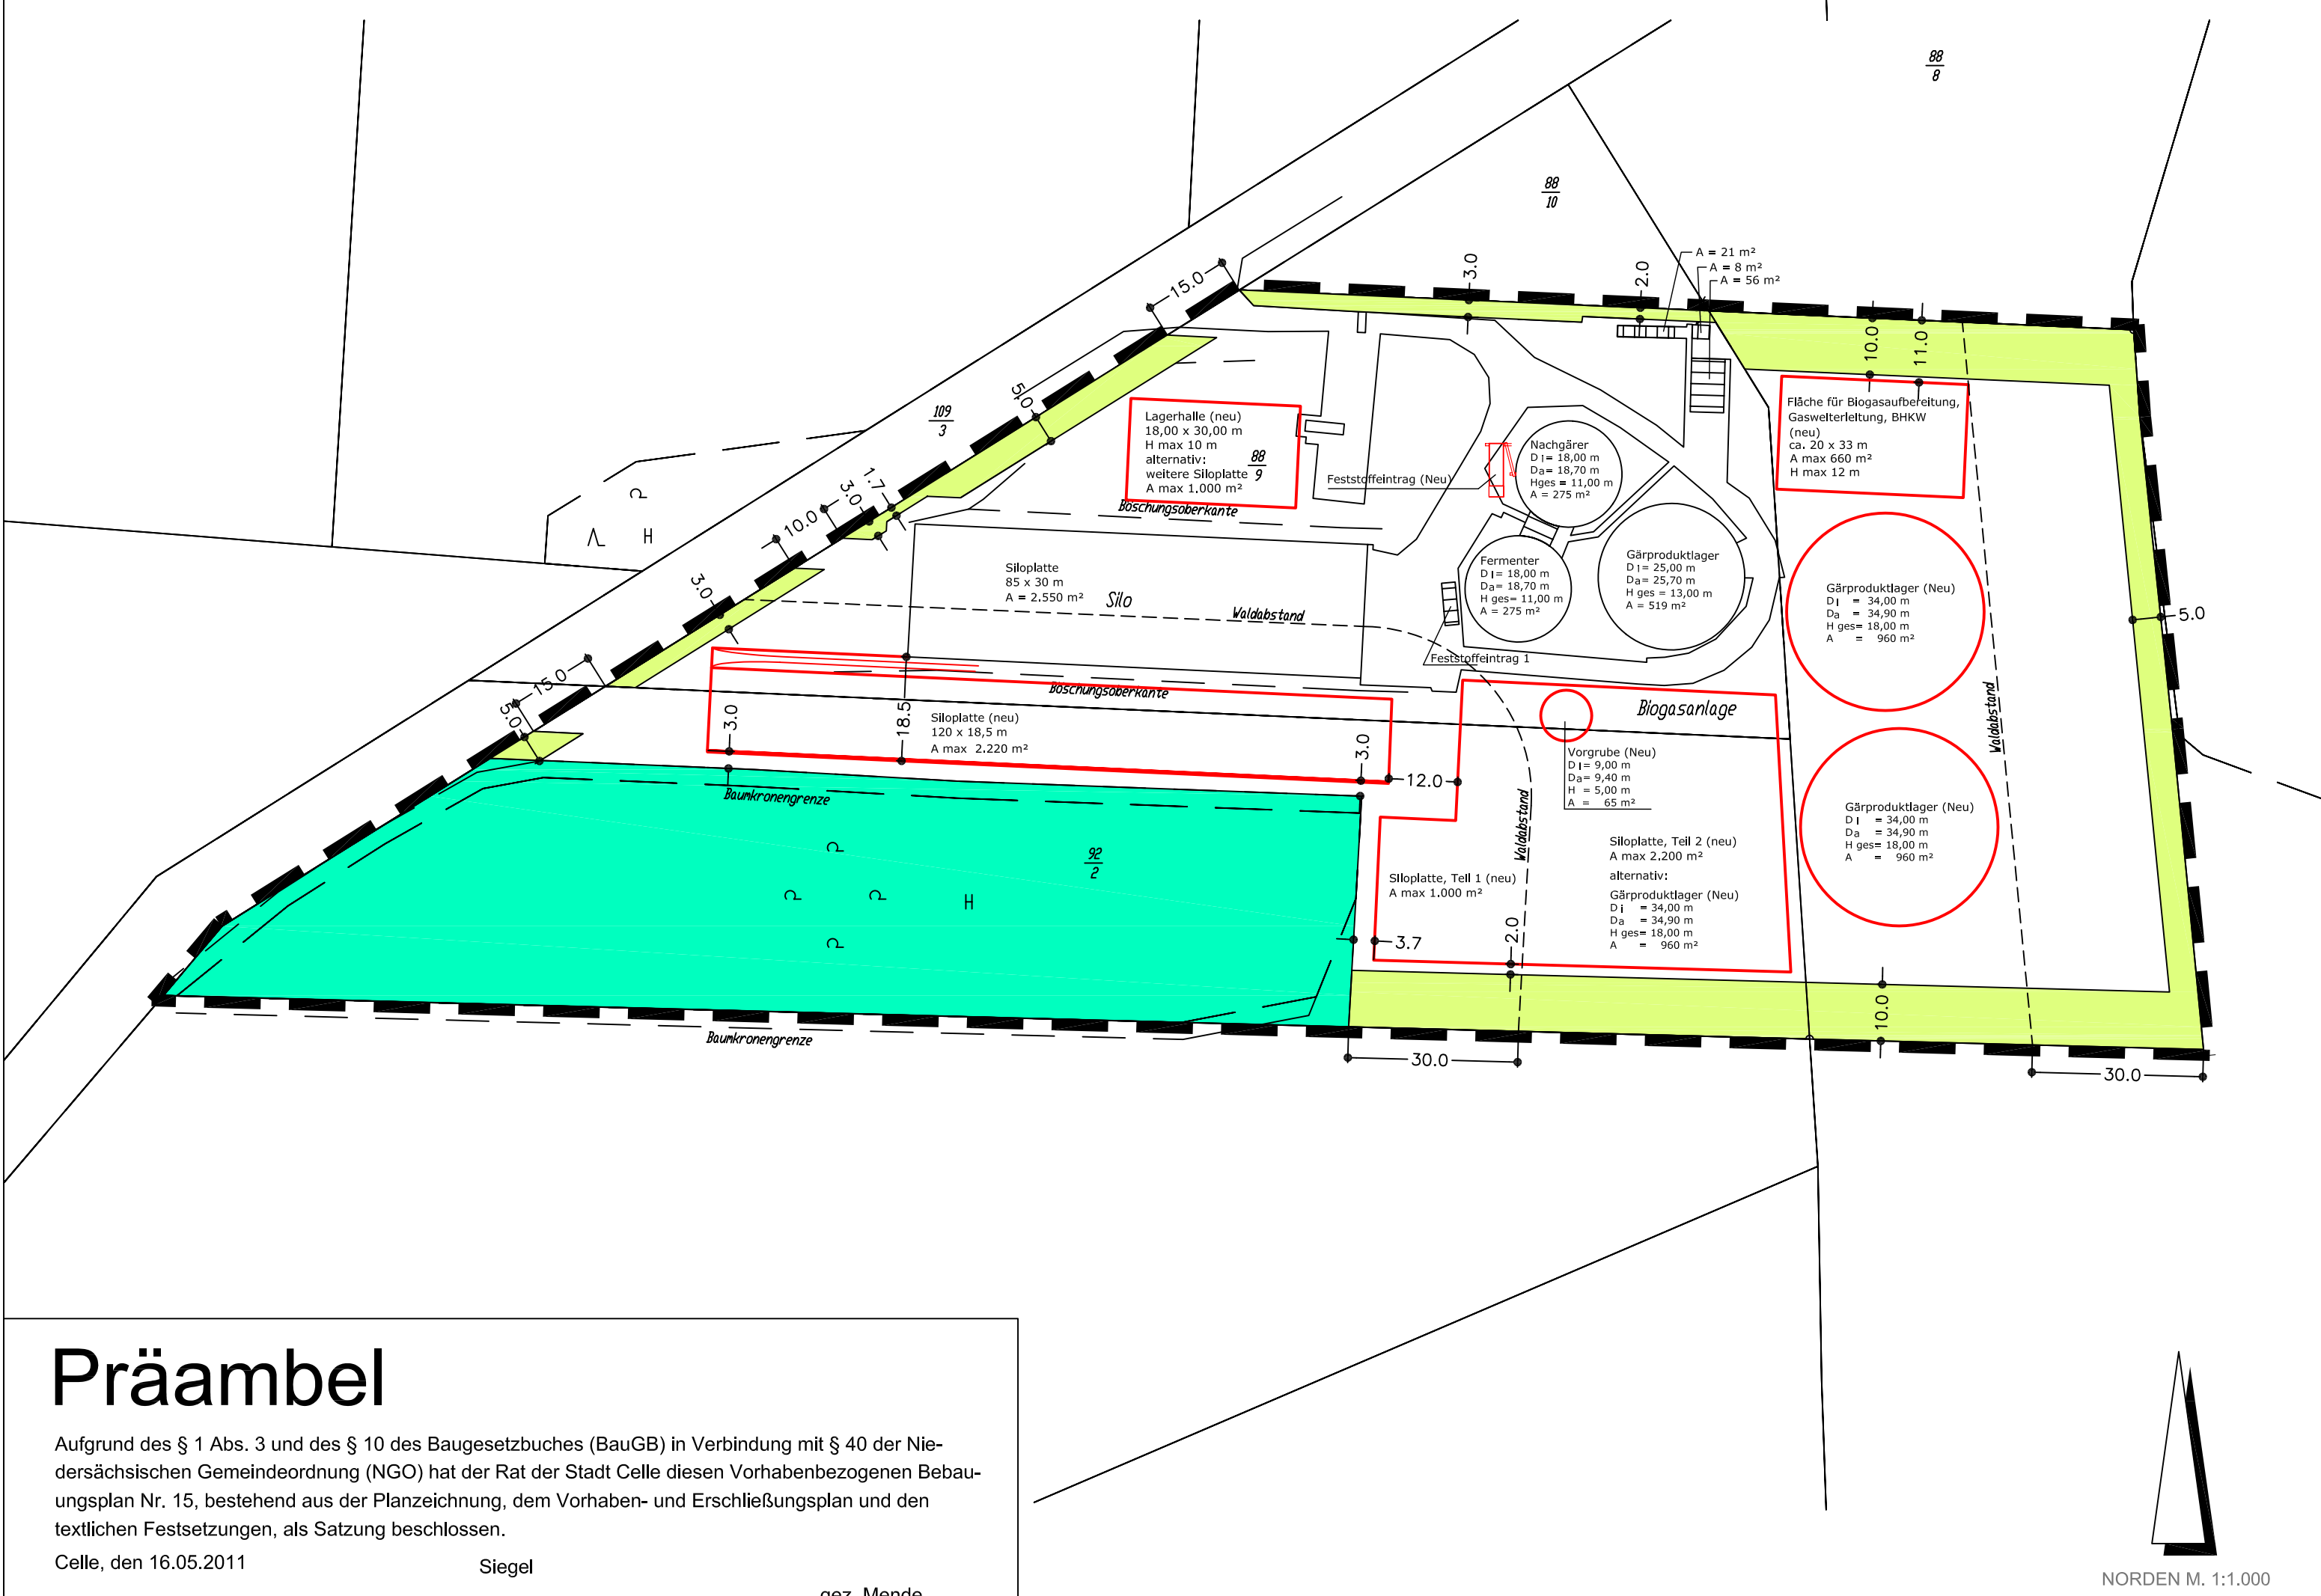 88
8
88
10
A = 21 m²
A = 8 m²
A = 56 m²
3.0
2.0
15.0
10.0
11.0
5.0
109
3
Lagerhalle (neu)
18,00 x 30,00 m
H max 10 m
alternativ:
weitere Siloplatte
A max 1.000 m²
88
9
Böschungsoberkante
Feststoffeintrag (Neu)
Nachgärer
D i = 18,00 m
Da = 18,70 m
Hges = 11,00 m
A = 275 m²
Fläche für Biogasaufbereitung,
Gasweiterleitung, BHKW
(neu)
ca. 20 x 33 m
A max 660 m²
H max 12 m
1.7
3.0
10.0
3.0
Siloplatte
85 x 30 m
A = 2.550 m²
Silo
Waldabstand
Fermenter
D i = 18,00 m
Da = 18,70 m
H ges = 11,00 m
A = 275 m²
Gärproduktlager
D i = 25,00 m
Da = 25,70 m
H ges = 13,00 m
A = 519 m²
Gärproduktlager (Neu)
D i = 34,00 m
Da = 34,90 m
H ges= 18,00 m
A = 960 m²
5.0
Feststoffeintrag 1
15.0
5.0
Böschungsoberkante
3.0
18.5
Siloplatte (neu)
120 x 18,5 m
A max 2.220 m²
3.0
12.0
Biogasanlage
Waldabstand
Vorgrube (Neu)
D i = 9,00 m
Da = 9,40 m
H = 5,00 m
A = 65 m²
Baumkronengrenze
Waldabstand
Gärproduktlager (Neu)
D i = 34,00 m
Da = 34,90 m
H ges= 18,00 m
A = 960 m²
92
2
H
H
Siloplatte, Teil 1 (neu)
A max 1.000 m²
Siloplatte, Teil 2 (neu)
A max 2.200 m²
alternativ:
Gärproduktlager (Neu)
D i = 34,00 m
Da = 34,90 m
H ges= 18,00 m
A = 960 m²
3.7
2.0
10.0
Baumkronengrenze
30.0
30.0
Präambel
Aufgrund des § 1 Abs. 3 und des § 10 des Baugesetzbuches (BauGB) in Verbindung mit § 40 der Nie-
dersächsischen Gemeindeordnung (NGO) hat der Rat der Stadt Celle diesen Vorhabenbezogenen Bebau-
ungsplan Nr. 15, bestehend aus der Planzeichnung, dem Vorhaben- und Erschließungsplan und den
textlichen Festsetzungen, als Satzung beschlossen.
Celle, den 16.05.2011
Siegel
gez. Mende
NORDEN M. 1:1.000